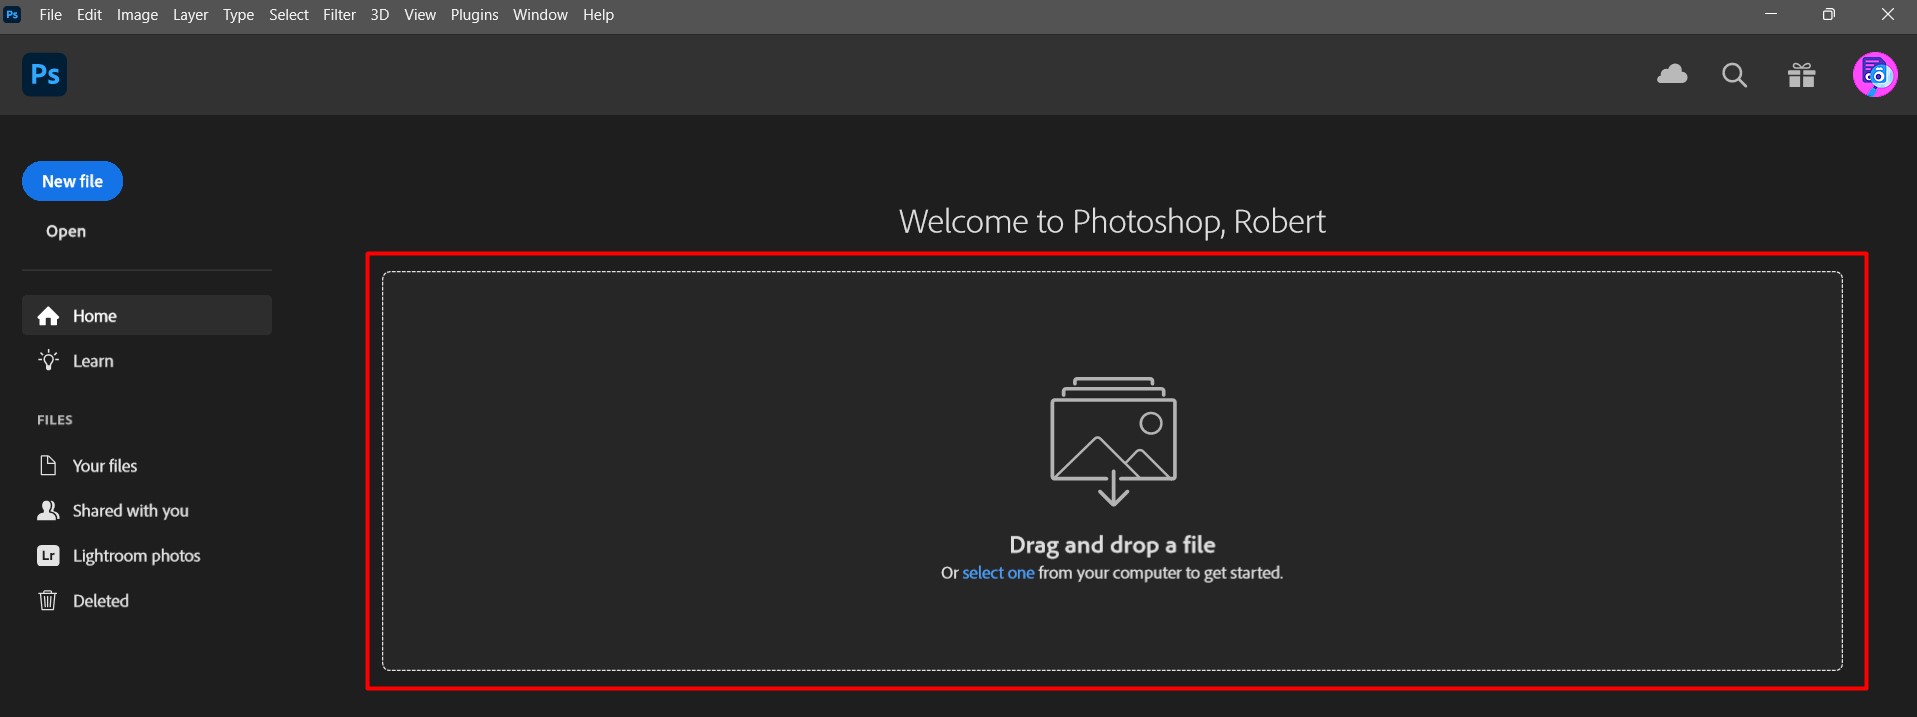 Ps File Edit Image Layer Type Select Filter 3D View Plugins Window Help
Ps
New file
Open
Home
Learn
FILES
Your files
Shared with you
Lr Lightroom photos
Deleted
Welcome to Photoshop, Robert
Drag and drop a file
Or select one from your computer to get started.